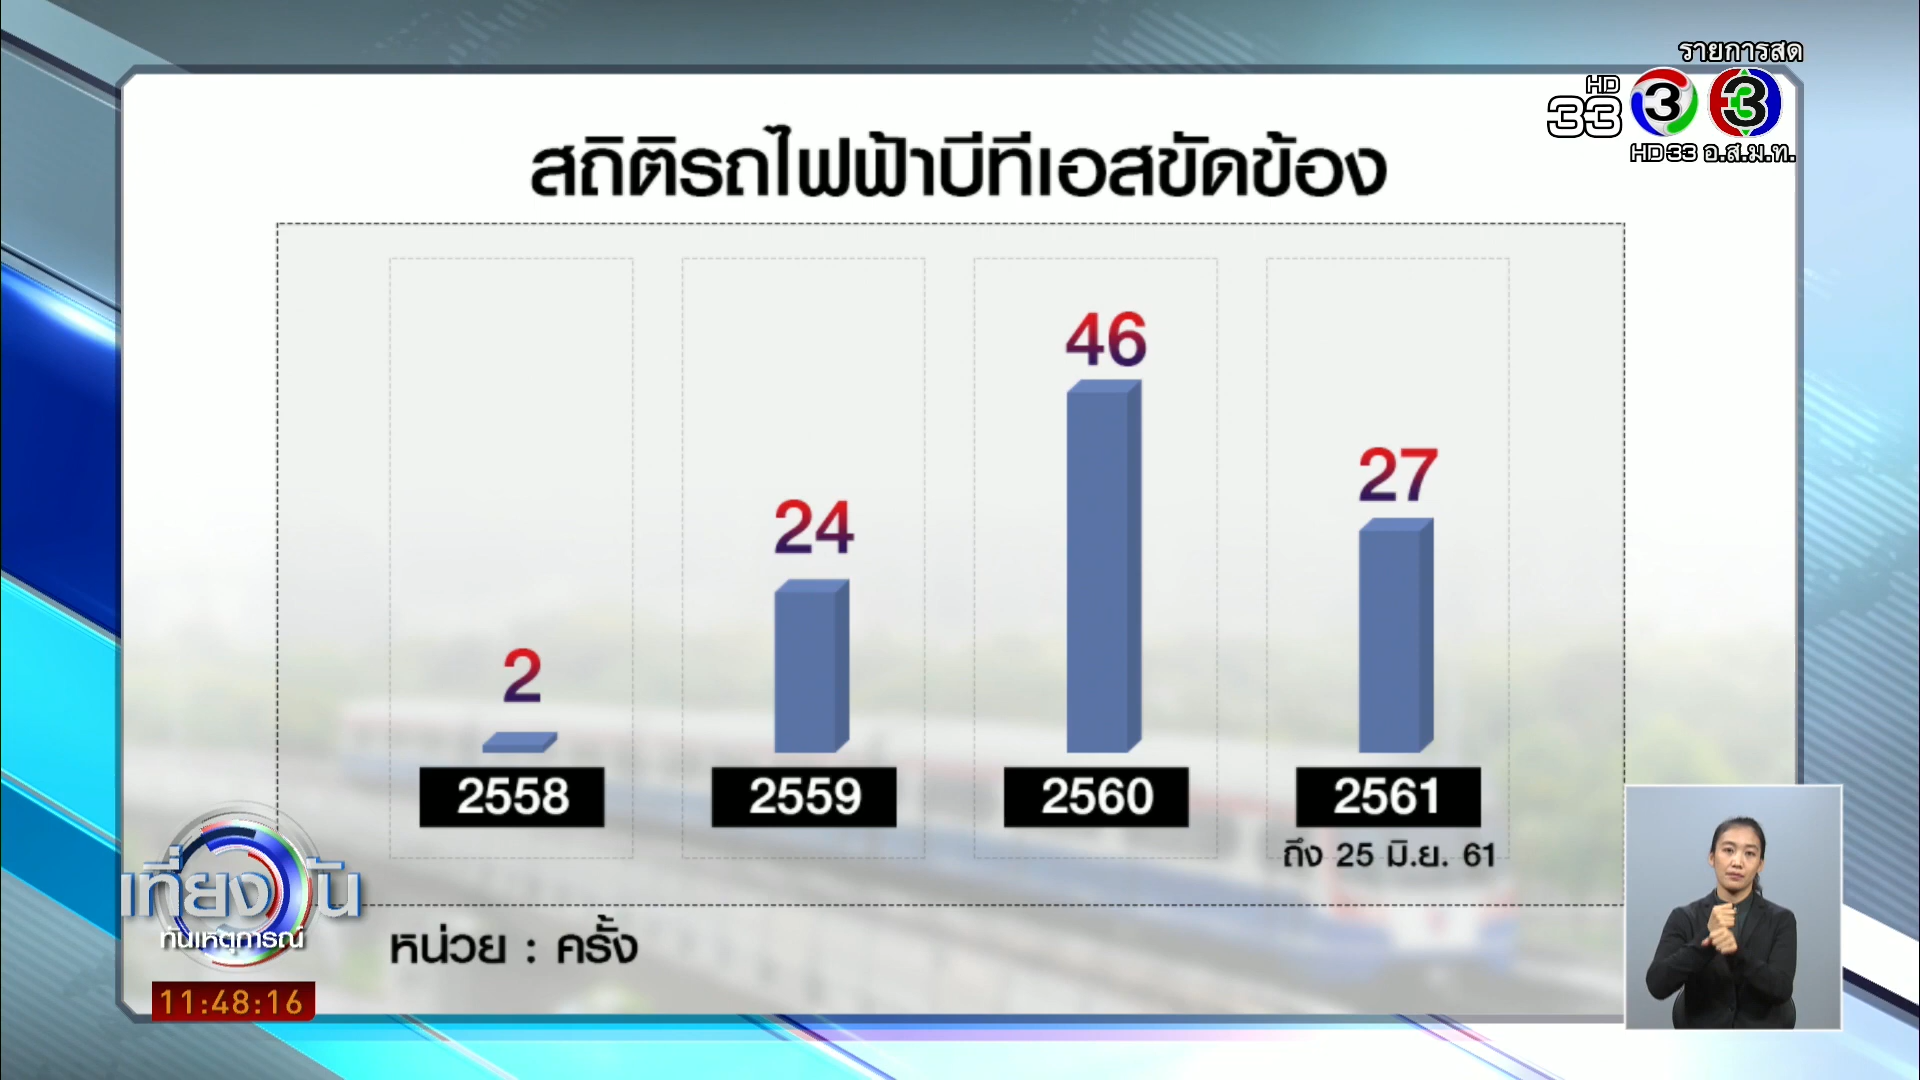 รายการสด
HD
33
3
3
HD33 อ.ส.ม.ท.
สถิติรถไฟฟ้าบีทีเอสขัดข้อง
2
24
46
27
2558
2559
2560
2561
ถึง 25 มิ.ย. 61
หน่วย : ครั้ง
เที่ยงวัน
ทันเหตุการณ์
11:48:16